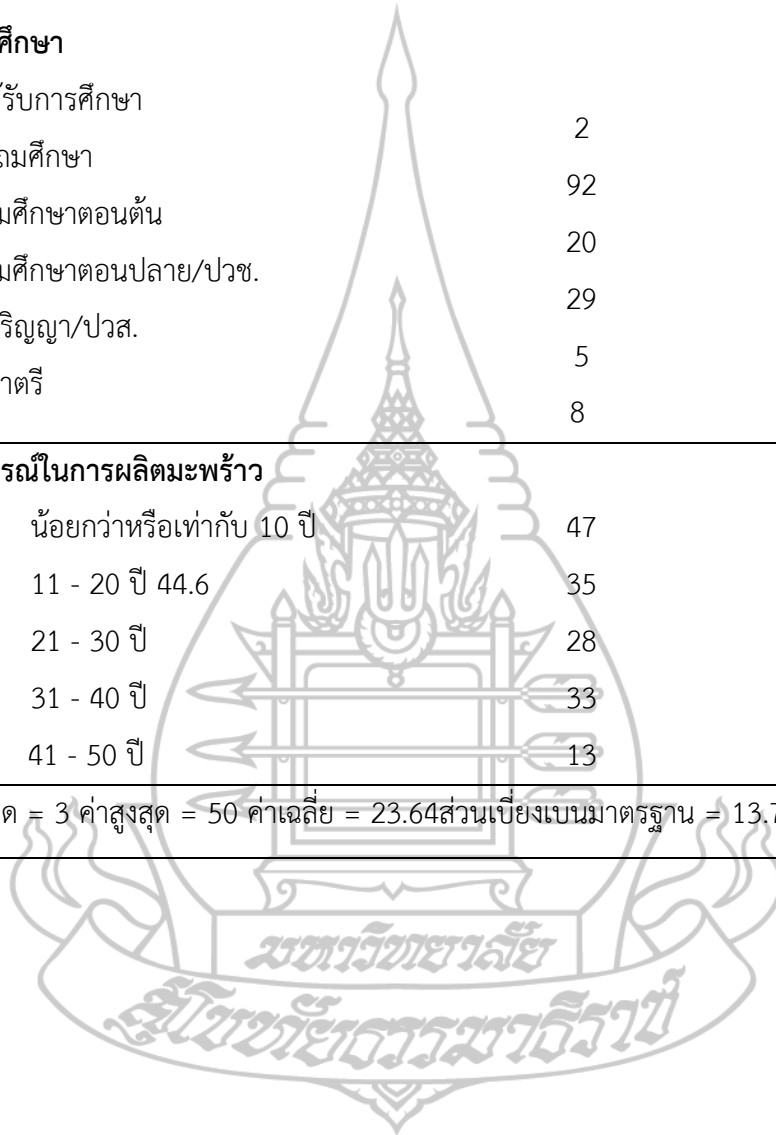 ศึกษา
รับการศึกษา
2
ถมศึกษา
92
มศึกษาตอนต้น
20
มศึกษาตอนปลาย/ปวช.
29
ริญญา/ปวส.
5
าตรี
8
รณ์ในการผลิตมะพร้าว
น้อยกว่าหรือเท่ากับ 10 ปี 47
11 - 20 ปี 44.6 35
21 - 30 ปี 28
31 - 40 ปี 33
41 - 50 ปี 13
ด = 3 ค่าสูงสุด = 50 ค่าเฉลี่ย = 23.64ส่วนเบี่ยงเบนมาตรฐาน = 13.7
มหาวิทยาลัย
สุโขทัยธรรมาธิราช